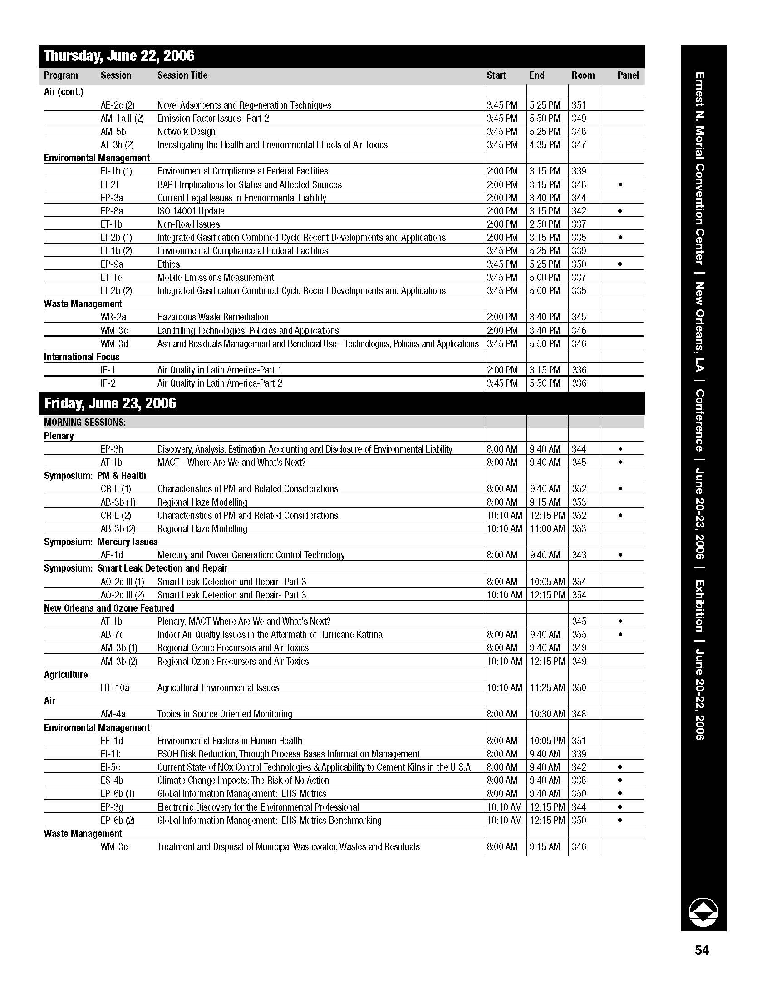 Thursday, June 22, 2006
Program Session Session Title Start End Room Panel
Air (cont.)
AE-2c (2) Novel Adsorbents and Regeneration Techniques 3:45 PM 5:25 PM 351
AM-1a II (2) Emission Factor Issues- Part 2 3:45 PM 5:50 PM 349
AM-5b Network Design 3:45 PM 5:25 PM 348
AT-3b (2) Investigating the Health and Environmental Effects of Air Toxics 3:45 PM 4:35 PM 347
Enviromental Management
EI-1b (1) Environmental Compliance at Federal Facilities 2:00 PM 3:15 PM 339
EI-2f BART Implications for States and Affected Sources 2:00 PM 3:15 PM 348 •
EP-3a Current Legal Issues in Environmental Liability 2:00 PM 3:40 PM 344
EP-8a ISO 14001 Update 2:00 PM 3:15 PM 342 •
ET-1b Non-Road Issues 2:00 PM 2:50 PM 337
EI-2b (1) Integrated Gasification Combined Cycle Recent Developments and Applications 2:00 PM 3:15 PM 335 •
EI-1b (2) Environmental Compliance at Federal Facilities 3:45 PM 5:25 PM 339
EP-9a Ethics 3:45 PM 5:25 PM 350 •
ET-1e Mobile Emissions Measurement 3:45 PM 5:00 PM 337
EI-2b (2) Integrated Gasification Combined Cycle Recent Developments and Applications 3:45 PM 5:00 PM 335
Waste Management
WR-2a Hazardous Waste Remediation 2:00 PM 3:40 PM 345
WM-3c Landfilling Technologies, Policies and Applications 2:00 PM 3:40 PM 346
WM-3d Ash and Residuals Management and Beneficial Use - Technologies, Policies and Applications 3:45 PM 5:50 PM 346
International Focus
IF-1 Air Quality in Latin America-Part 1 2:00 PM 3:15 PM 336
IF-2 Air Quality in Latin America-Part 2 3:45 PM 5:50 PM 336
Friday, June 23, 2006
MORNING SESSIONS:
Plenary
EP-3h Discovery, Analysis, Estimation, Accounting and Disclosure of Environmental Liability 8:00 AM 9:40 AM 344 •
AT-1b MACT - Where Are We and What's Next? 8:00 AM 9:40 AM 345 •
Symposium: PM & Health
CR-E (1) Characteristics of PM and Related Considerations 8:00 AM 9:40 AM 352 •
AB-3b (1) Regional Haze Modelling 8:00 AM 9:15 AM 353
CR-E (2) Characteristics of PM and Related Considerations 10:10 AM 12:15 PM 352 •
AB-3b (2) Regional Haze Modelling 10:10 AM 11:00 AM 353
Symposium: Mercury Issues
AE-1d Mercury and Power Generation: Control Technology 8:00 AM 9:40 AM 343 •
Symposium: Smart Leak Detection and Repair
AO-2c III (1) Smart Leak Detection and Repair- Part 3 8:00 AM 10:05 AM 354
AO-2c III (2) Smart Leak Detection and Repair- Part 3 10:10 AM 12:15 PM 354
New Orleans and Ozone Featured
AT-1b Plenary, MACT Where Are We and What's Next? 345 •
AB-7c Indoor Air Qualtiy Issues in the Aftermath of Hurricane Katrina 8:00 AM 9:40 AM 355 •
AM-3b (1) Regional Ozone Precursors and Air Toxics 8:00 AM 9:40 AM 349
AM-3b (2) Regional Ozone Precursors and Air Toxics 10:10 AM 12:15 PM 349
Agriculture
ITF-10a Agricultural Environmental Issues 10:10 AM 11:25 AM 350
Air
AM-4a Topics in Source Oriented Monitoring 8:00 AM 10:30 AM 348
Enviromental Management
EE-1d Environmental Factors in Human Health 8:00 AM 10:05 PM 351
EI-1f: ESOH Risk Reduction, Through Process Bases Information Management 8:00 AM 9:40 AM 339
EI-5c Current State of NOx Control Technologies & Applicability to Cement Kilns in the U.S.A 8:00 AM 9:40 AM 342 •
ES-4b Climate Change Impacts: The Risk of No Action 8:00 AM 9:40 AM 338 •
EP-6b (1) Global Information Management: EHS Metrics 8:00 AM 9:40 AM 350 •
EP-3g Electronic Discovery for the Environmental Professional 10:10 AM 12:15 PM 344 •
EP-6b (2) Global Information Management: EHS Metrics Benchmarking 10:10 AM 12:15 PM 350 •
Waste Management
WM-3e Treatment and Disposal of Municipal Wastewater, Wastes and Residuals 8:00 AM 9:15 AM 346
Ernest N. Morial Convention Center | New Orleans, LA | Conference | June 20-23, 2006 | Exhibition | June 20-22, 2006
54